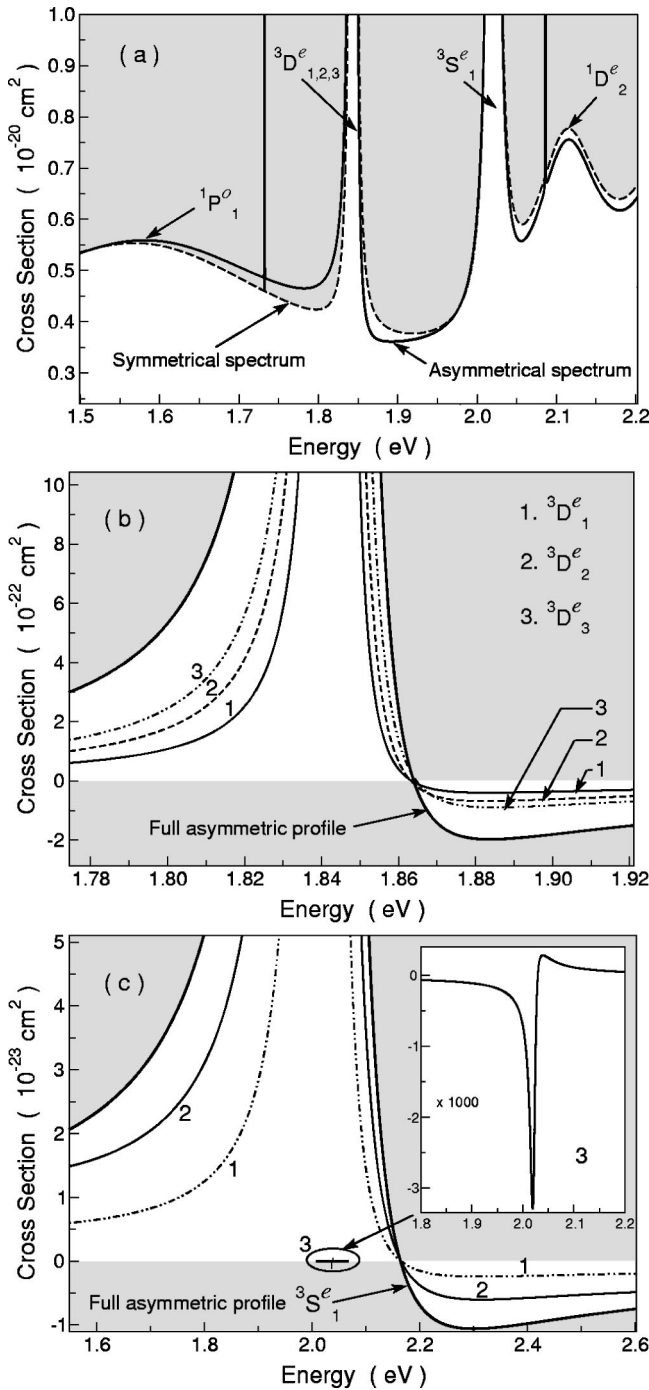 1.0
0.9
0.8
0.7
0.6
0.5
0.4
0.3
Cross Section ( 10-20 cm2 )
( a )
3De1,2,3
3Se1
1De2
1Po1
Symmetrical spectrum
Asymmetrical spectrum
1.5 1.6 1.7 1.8 1.9 2.0 2.1 2.2
Energy ( eV )
10
8
6
4
2
0
-2
Cross Section ( 10-22 cm2 )
( b )
1. 3De1
2. 3De2
3. 3De3
3
2
1
3
2
1
Full asymmetric profile
1.78 1.80 1.82 1.84 1.86 1.88 1.90 1.92
Energy ( eV )
5
4
3
2
1
0
-1
Cross Section ( 10-23 cm2 )
( c )
0
-1
-2
-3
x 1000
3
1.8 1.9 2.0 2.1 2.2
2
1
3
1
2
Full asymmetric profile 3Se1
1.6 1.8 2.0 2.2 2.4 2.6
Energy ( eV )